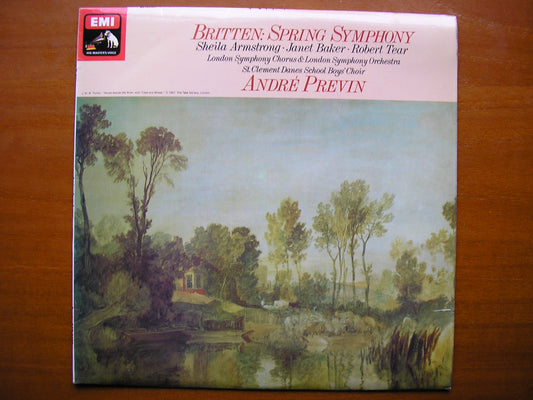 EMI
HIS MASTER'S VOICE
BRITTEN: SPRING SYMPHONY
Sheila Armstrong · Janet Baker · Robert Tear
London Symphony Chorus & London Symphony Orchestra
St. Clement Danes School Boys' Choir
ANDRÉ PREVIN